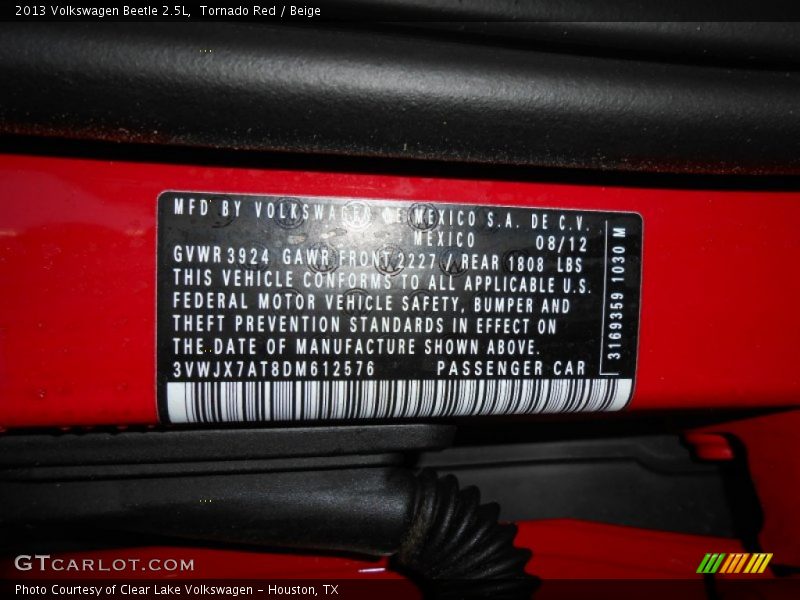 2013 Volkswagen Beetle 2.5L,  Tornado Red / Beige
MFD BY VOLKSWAGEN DE MEXICO S.A. DE C.V.
MEXICO 08/12
GVWR 3924 GAWR FRONT 2227 / REAR 1808 LBS
THIS VEHICLE CONFORMS TO ALL APPLICABLE U.S.
FEDERAL MOTOR VEHICLE SAFETY, BUMPER AND
THEFT PREVENTION STANDARDS IN EFFECT ON
THE DATE OF MANUFACTURE SHOWN ABOVE.
3VWJX7AT8DM612576 PASSENGER CAR
3169359 1030 M
GTCARLOT.COM
Photo Courtesy of Clear Lake Volkswagen - Houston, TX